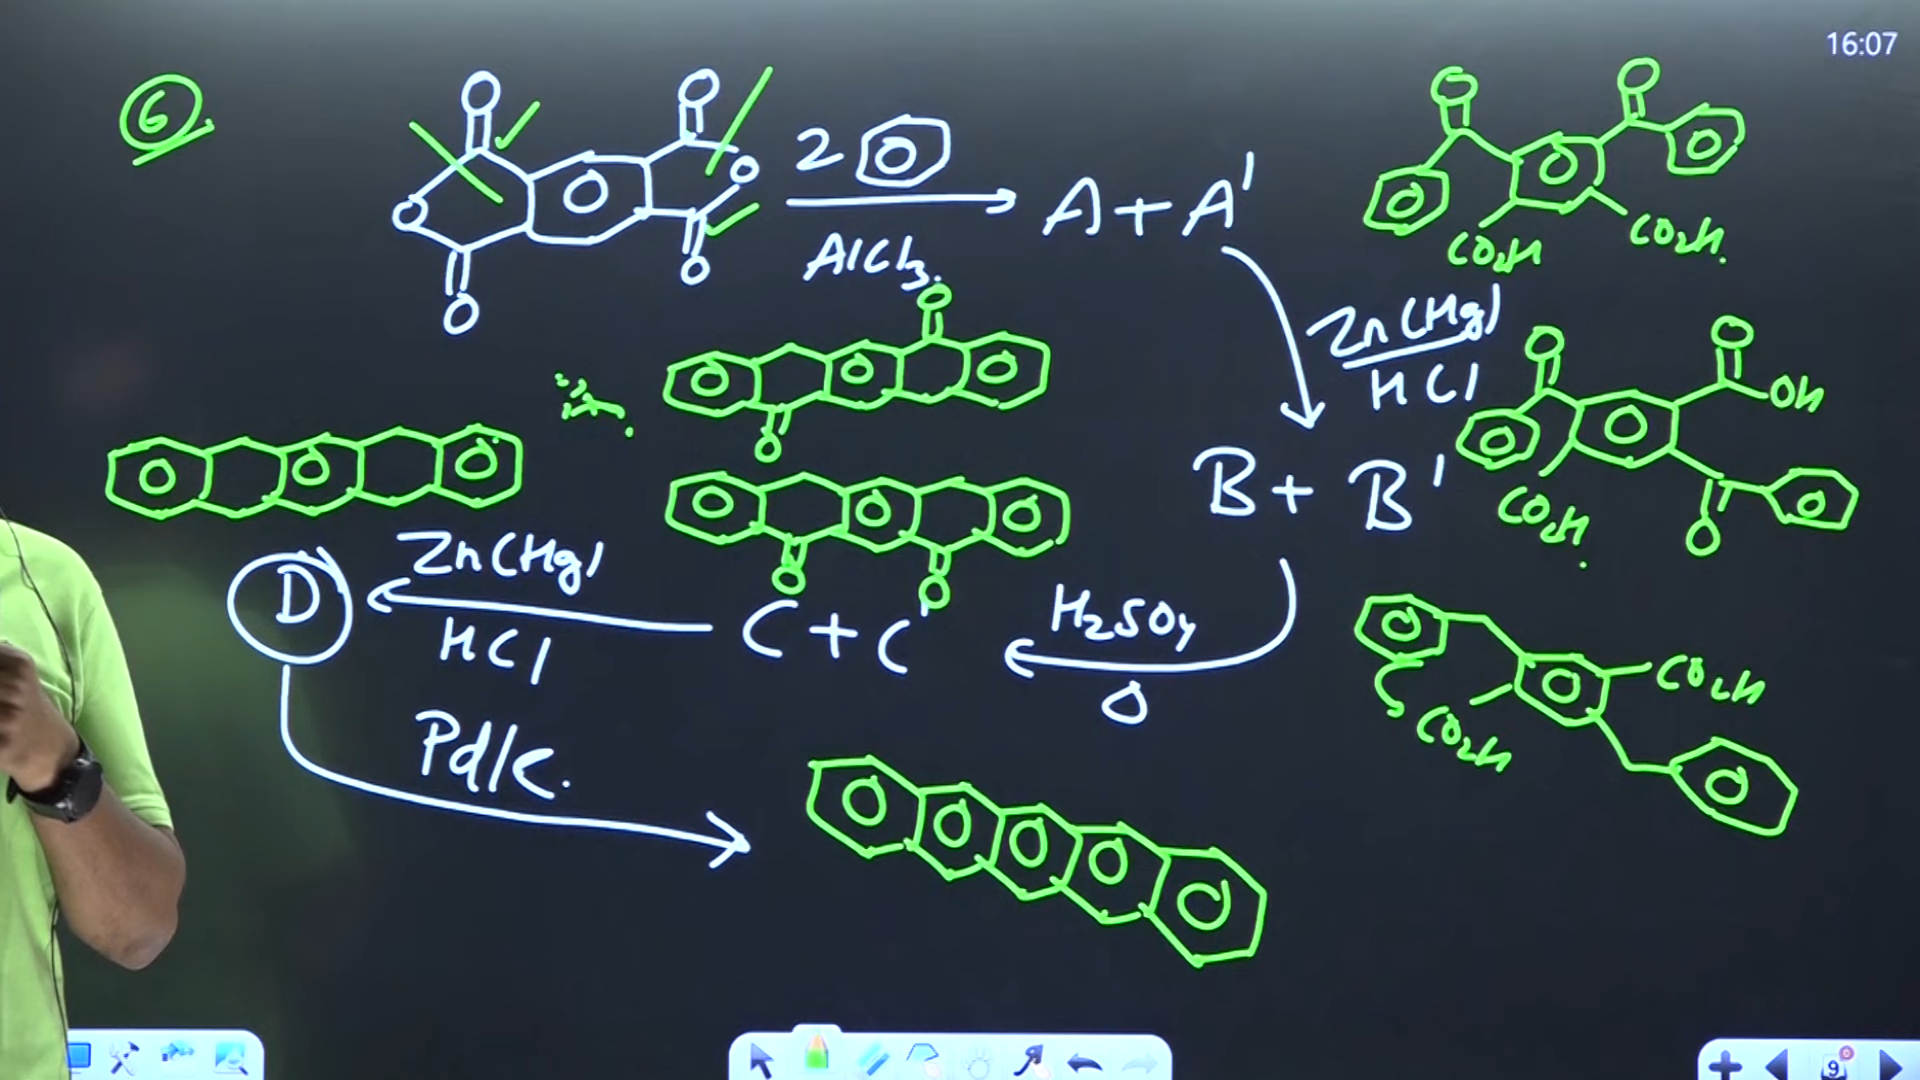 16:07
6
O
O
O
O
O
O
2
AlCl3.
A + A'
O
O
CO2H
CO2H.
Zn(Hg)
HCl
O
O
OH
CO2H.
O
B + B'
O
O
O
O
H2SO4
Δ
C + C'
Zn(Hg)
HCl
D
Pd/C.
CO2H
CO2H
9